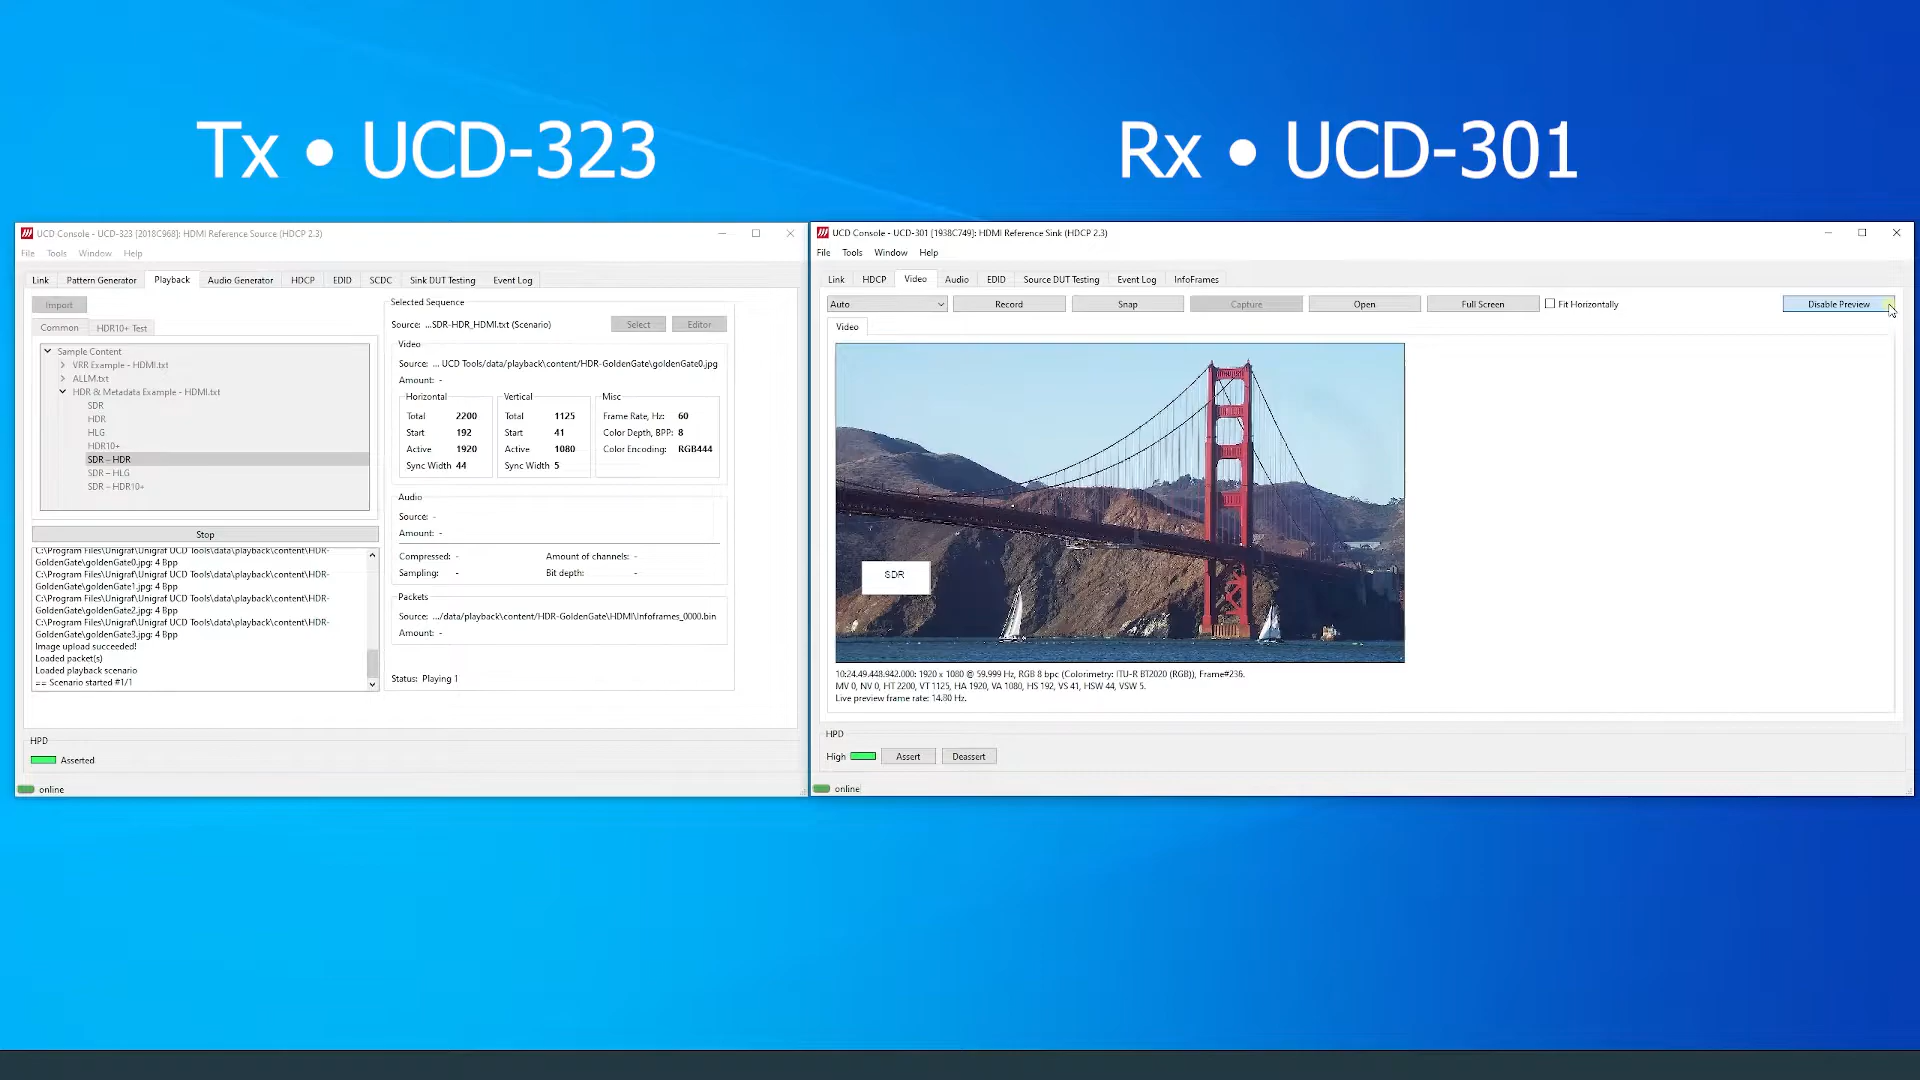 Tx • UCD-323
Rx • UCD-301
UCD Console - UCD-323 [2018C968]: HDMI Reference Source (HDCP 2.3)
File Tools Window Help
Link Pattern Generator Playback Audio Generator HDCP EDID SCDC Sink DUT Testing Event Log
Import
Common HDR10+ Test
Sample Content
VRR Example - HDMI.txt
ALLM.txt
HDR & Metadata Example - HDMI.txt
SDR
HDR
HLG
HDR10+
SDR – HDR
SDR – HLG
SDR – HDR10+
Stop
C:\Program Files\Unigraf\Unigraf UCD Tools\data\playback\content\HDR-
GoldenGate\goldenGate0.jpg: 4 Bpp
C:\Program Files\Unigraf\Unigraf UCD Tools\data\playback\content\HDR-
GoldenGate\goldenGate1.jpg: 4 Bpp
C:\Program Files\Unigraf\Unigraf UCD Tools\data\playback\content\HDR-
GoldenGate\goldenGate2.jpg: 4 Bpp
C:\Program Files\Unigraf\Unigraf UCD Tools\data\playback\content\HDR-
GoldenGate\goldenGate3.jpg: 4 Bpp
Image upload succeeded!
Loaded packet(s)
Loaded playback scenario
== Scenario started #1/1
Selected Sequence
Source: ...SDR-HDR_HDMI.txt (Scenario) Select Editor
Video
Source: ... UCD Tools/data/playback\content/HDR-GoldenGate\goldenGate0.jpg
Amount: -
Horizontal Vertical Misc
Total 2200 Total 1125 Frame Rate, Hz: 60
Start 192 Start 41 Color Depth, BPP: 8
Active 1920 Active 1080 Color Encoding: RGB444
Sync Width 44 Sync Width 5
Audio
Source: -
Amount: -
Compressed: - Amount of channels: -
Sampling: - Bit depth: -
Packets
Source: .../data/playback\content/HDR-GoldenGate\HDMI\Infoframes_0000.bin
Amount: -
Status: Playing 1
HPD
Asserted
online
UCD Console - UCD-301 [1938C749]: HDMI Reference Sink (HDCP 2.3)
File Tools Window Help
Link HDCP Video Audio EDID Source DUT Testing Event Log InfoFrames
Auto Record Snap Capture Open Full Screen Fit Horizontally Disable Preview
Video
SDR
10:24.49.448.942.000: 1920 x 1080 @ 59.999 Hz, RGB 8 bpc (Colorimetry: ITU-R BT2020 (RGB)), Frame#236.
MV 0, NV 0, HT 2200, VT 1125, HA 1920, VA 1080, HS 192, VS 41, HSW 44, VSW 5.
Live preview frame rate: 14.80 Hz.
HPD
High Assert Deassert
online